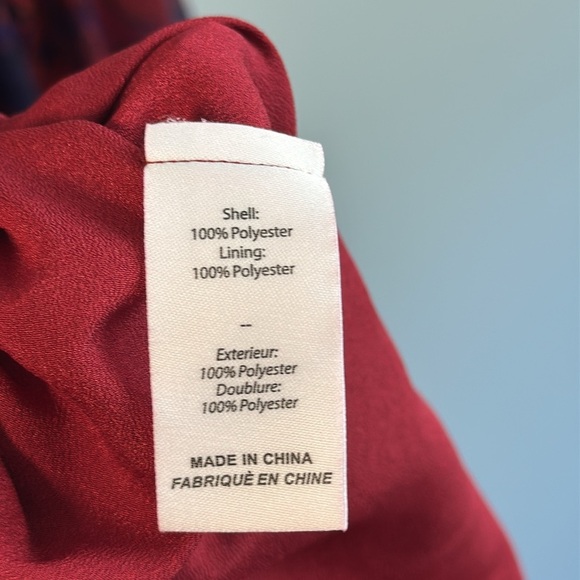 Shell:
100% Polyester
Lining:
100% Polyester
--
Exterieur:
100% Polyester
Doublure:
100% Polyester
MADE IN CHINA
FABRIQUÈ EN CHINE